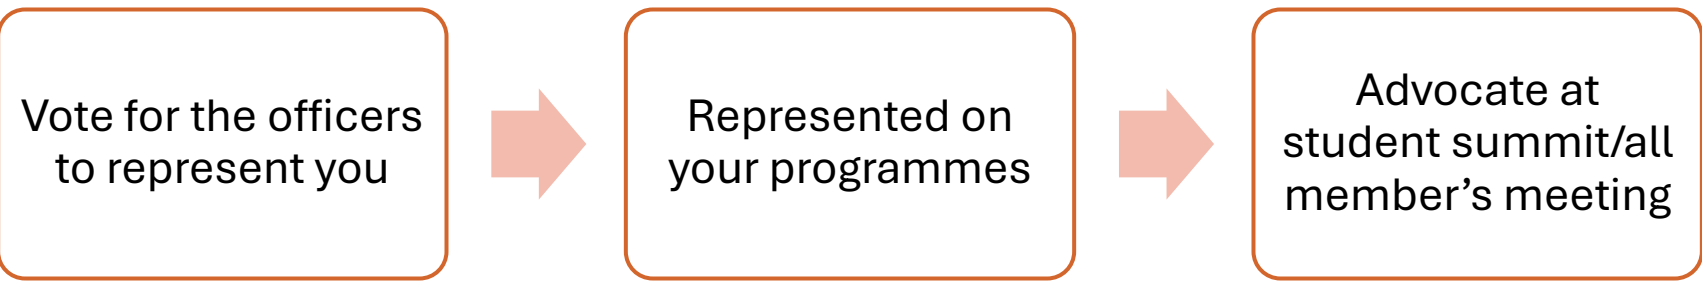 Vote for the officers
to represent you
Represented on
your programmes
Advocate at
student summit/all
member’s meeting